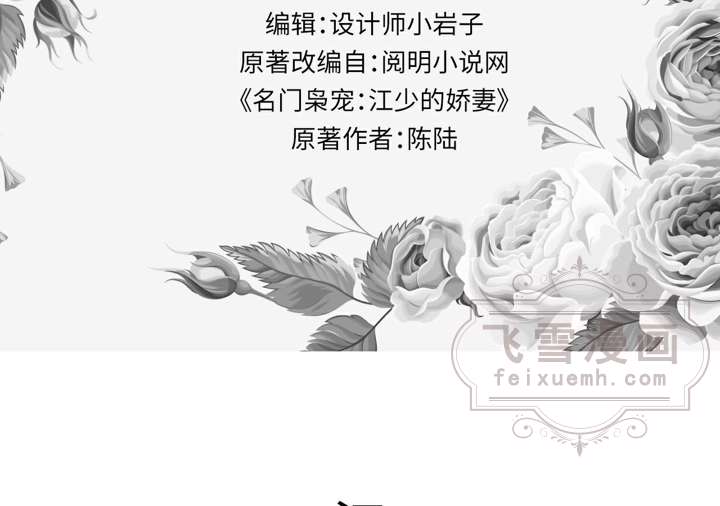 编辑：设计师小岩子
原著改编自：阅明小说网
《名门枭宠：江少的娇妻》
原著作者：陈陆
飞雪漫画
feixuemh.com